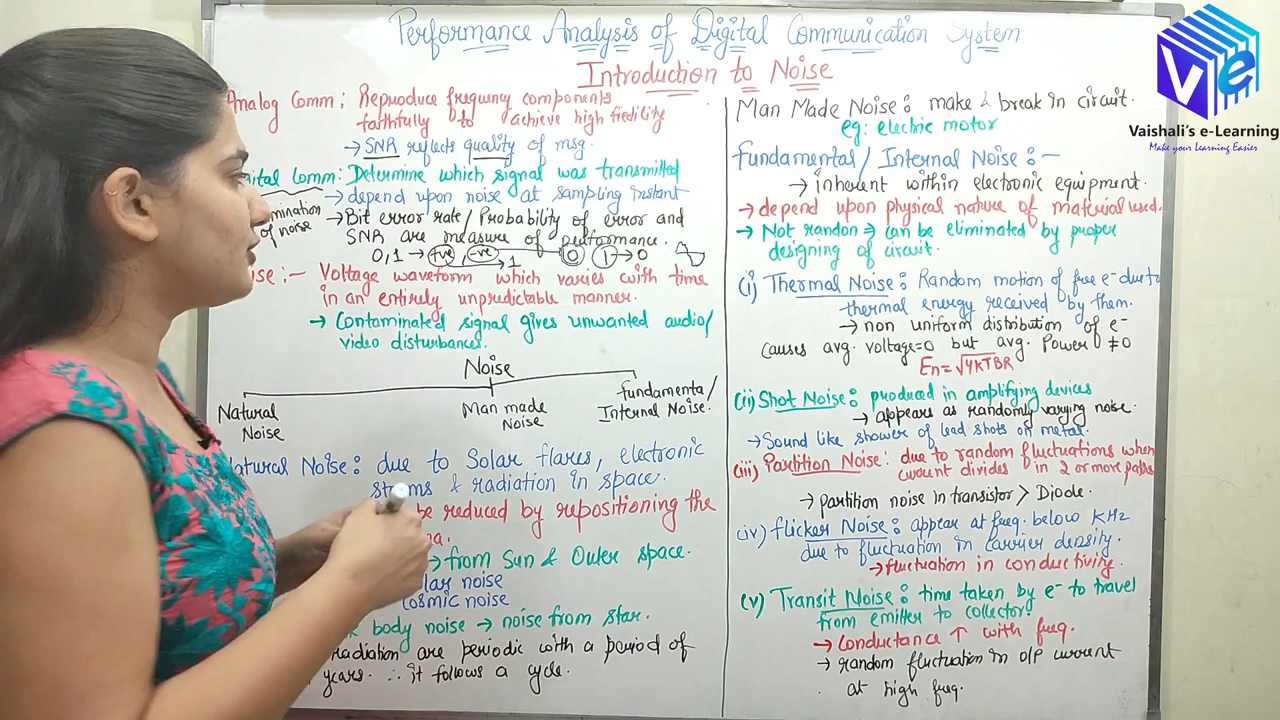 Performance Analysis of Digital Communication System
Introduction to Noise
Analog Comm: Reproduce frequency components
faithfully to achieve high fiedility
→ SNR reflects quality of msg.
Comm: Determine which signal was transmitted
→ depend upon noise at sampling instant
→ Bit error rate/ Probability of error and
of noise
SNR are measure of performance.
0,1 → +ve, -ve → 1 0 1 → 0
:- Voltage waveform which varies with time
in an entirely unpredictable manner.
→ Contaminated signal gives unwanted audio/
video disturbances.
Noise
Natural
Noise
Man made
Noise
fundamental/
Internal Noise.
Natural Noise: due to Solar flares, electronic
storms & radiation in space.
be reduced by repositioning the
→ from Sun & Outer space.
noise
Cosmic noise
body noise → noise from star.
radiation are periodic with a period of
years. ∴ it follows a cycle.
Man Made Noise: make & break in circuit.
eg: electric motor
fundamental/ Internal Noise:-
→ inherent within electronic equipment.
→ depend upon physical nature of material used.
→ Not randon ⇒ can be eliminated by proper
designing of circuit.
(i) Thermal Noise: Random motion of free e⁻ due to
thermal energy received by them.
→ non uniform distribution of e⁻
causes avg. voltage=0 but avg. Power ≠0
En = √4KTBR
(ii) Shot Noise: produced in amplifying devices
→ appears as randomly varying noise.
→ Sound like shower of lead shots on metal.
(iii) Partition Noise: due to random fluctuations when
current divides in 2 or more paths
→ partition noise in transistor > Diode.
(iv) flicker Noise: appear at freq. below KHz
due to fluctuation in carrier density.
→ fluctuation in conductivity.
(v) Transit Noise: time taken by e⁻ to travel
from emitter to collector.
→ Conductance ↑ with freq.
→ random fluctuation in O/P current
at high freq.
Ve
Vaishali's e-Learning
Make your Learning Easier